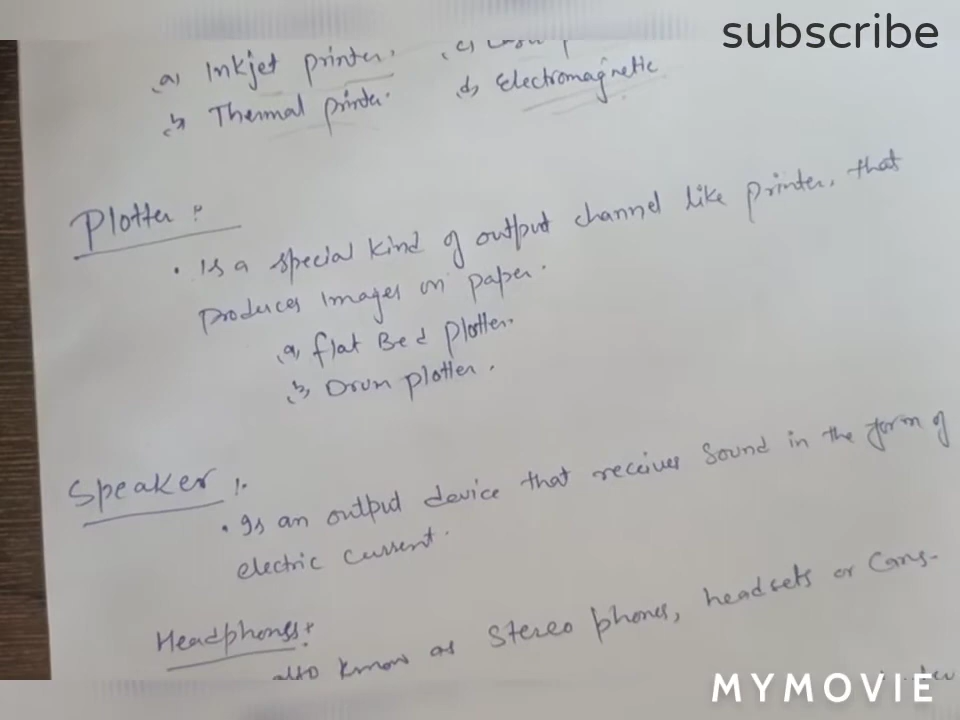 subscribe
(a) Inkjet printer. (c)
(b) Thermal printer. (d) Electromagnetic
Plotter :
• Is a special kind of output channel like printer, that
produces images on paper.
(a) flat Bed plotter.
(b) Drum plotter.
Speaker :
• Is an output device that receives sound in the form of
electric current.
Headphones :
also know as stereo phones, headsets or cans.
MYMOVIE